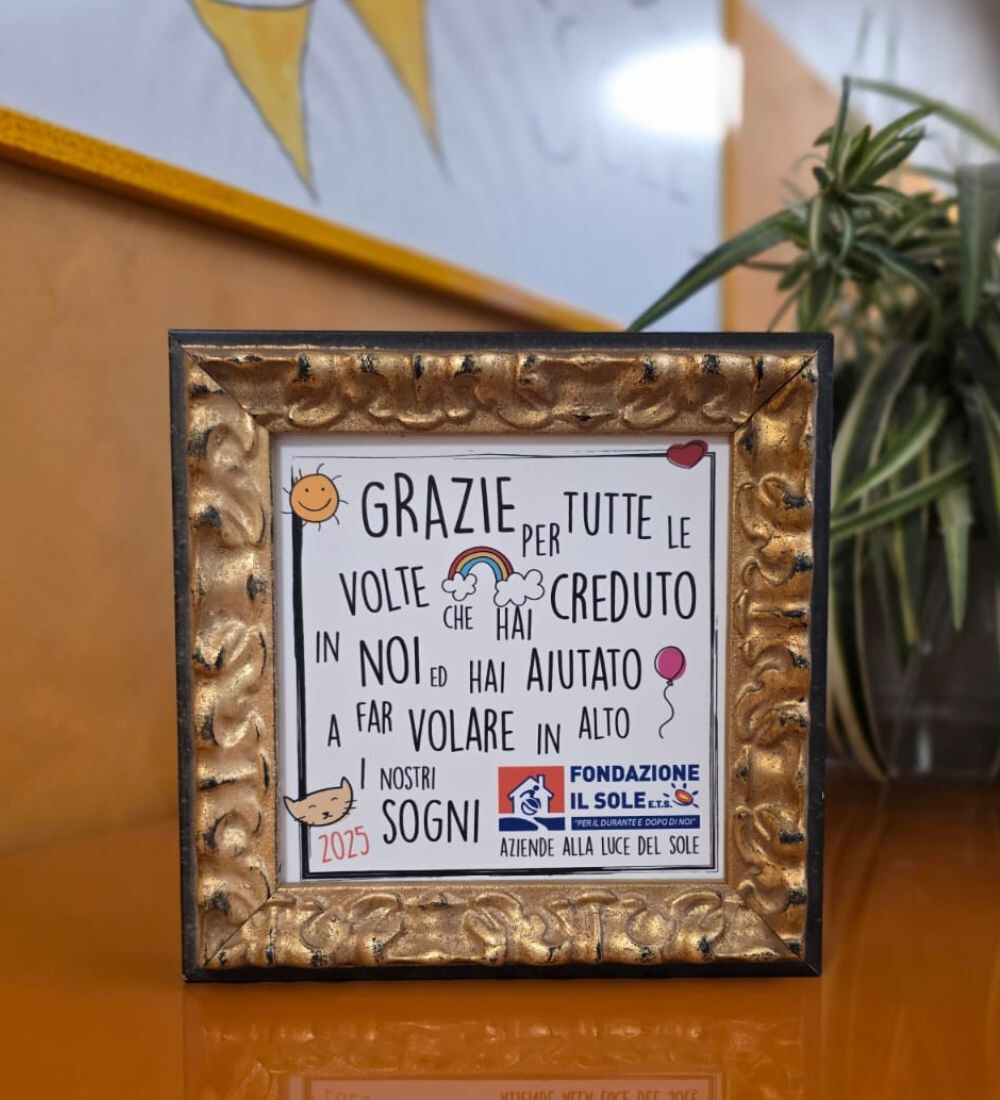 GRAZIE PER TUTTE LE
VOLTE CHE HAI CREDUTO
IN NOI ED HAI AIUTATO
A FAR VOLARE IN ALTO
I NOSTRI
SOGNI
2025
FONDAZIONE
IL SOLE E.T.S.
"PER IL DURANTE E DOPO DI NOI"
AZIENDE ALLA LUCE DEL SOLE